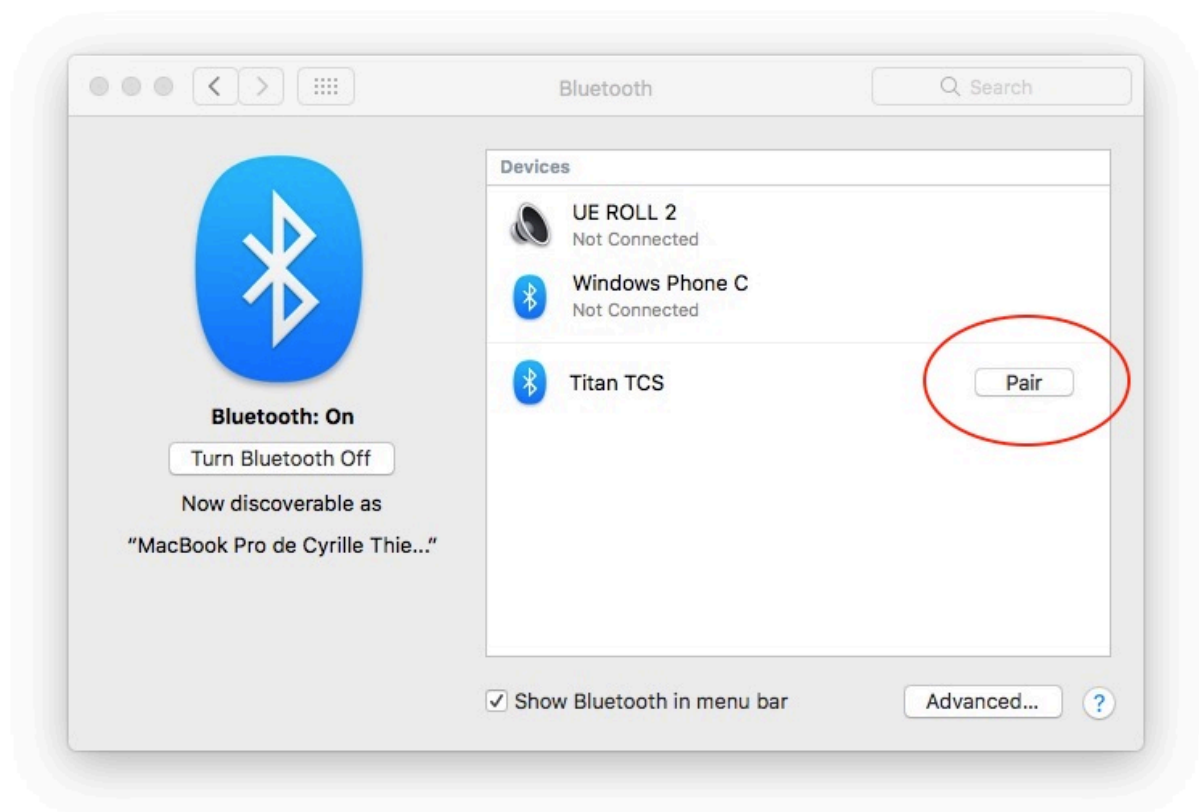 Bluetooth
Search
Devices
UE ROLL 2
Not Connected
Windows Phone C
Not Connected
Titan TCS
Pair
Bluetooth: On
Turn Bluetooth Off
Now discoverable as
“MacBook Pro de Cyrille Thie...”
Show Bluetooth in menu bar
Advanced...
?